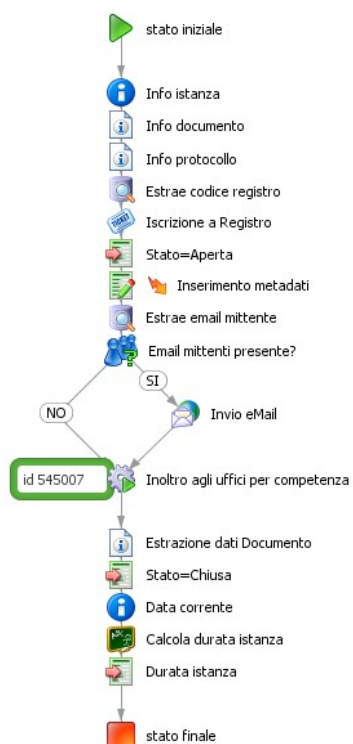 stato iniziale
Info istanza
Info documento
Info protocollo
Estrae codice registro
TICKET Iscrizione a Registro
Stato=Aperta
Inserimento metadati
Estrae email mittente
Email mittenti presente?
SI
NO
Invio eMail
id 545007
Inoltro agli uffici per competenza
Estrazione dati Documento
Stato=Chiusa
Data corrente
Calcola durata istanza
Durata istanza
stato finale